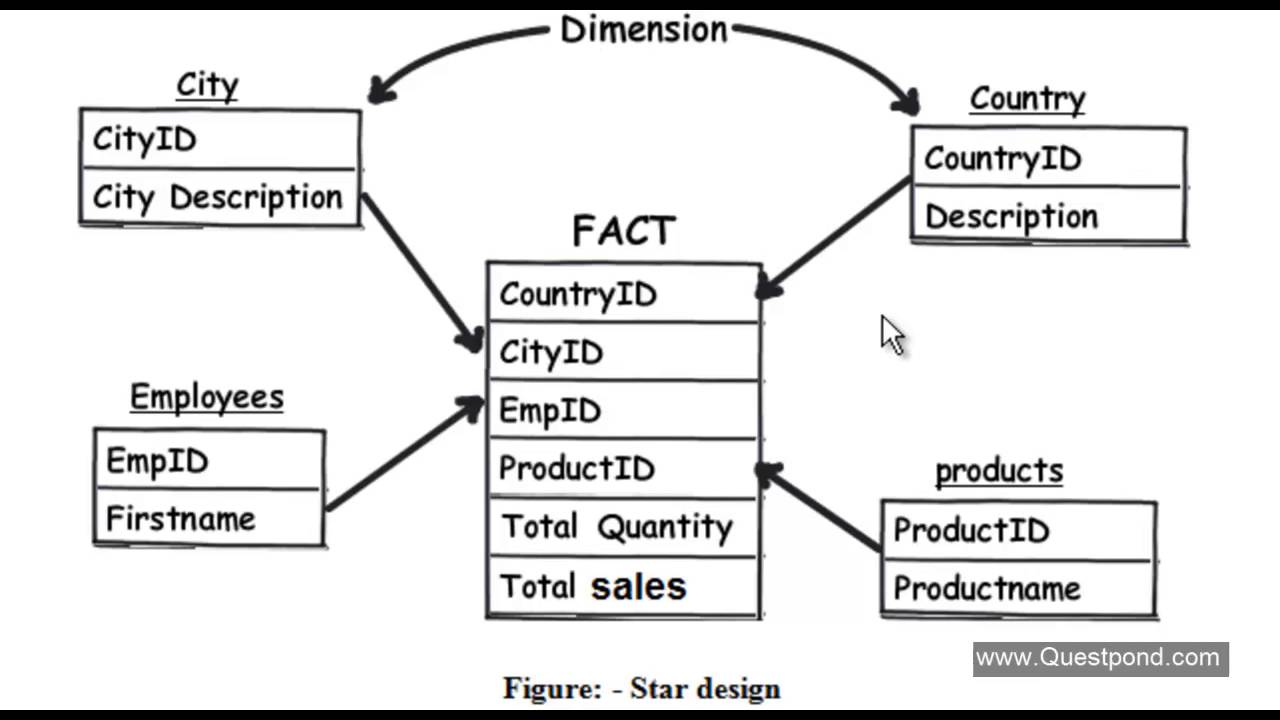 Dimension
City
CityID
City Description
Country
CountryID
Description
FACT
CountryID
CityID
EmpID
ProductID
Total Quantity
Total sales
Employees
EmpID
Firstname
products
ProductID
Productname
www.Questpond.com
Figure: - Star design